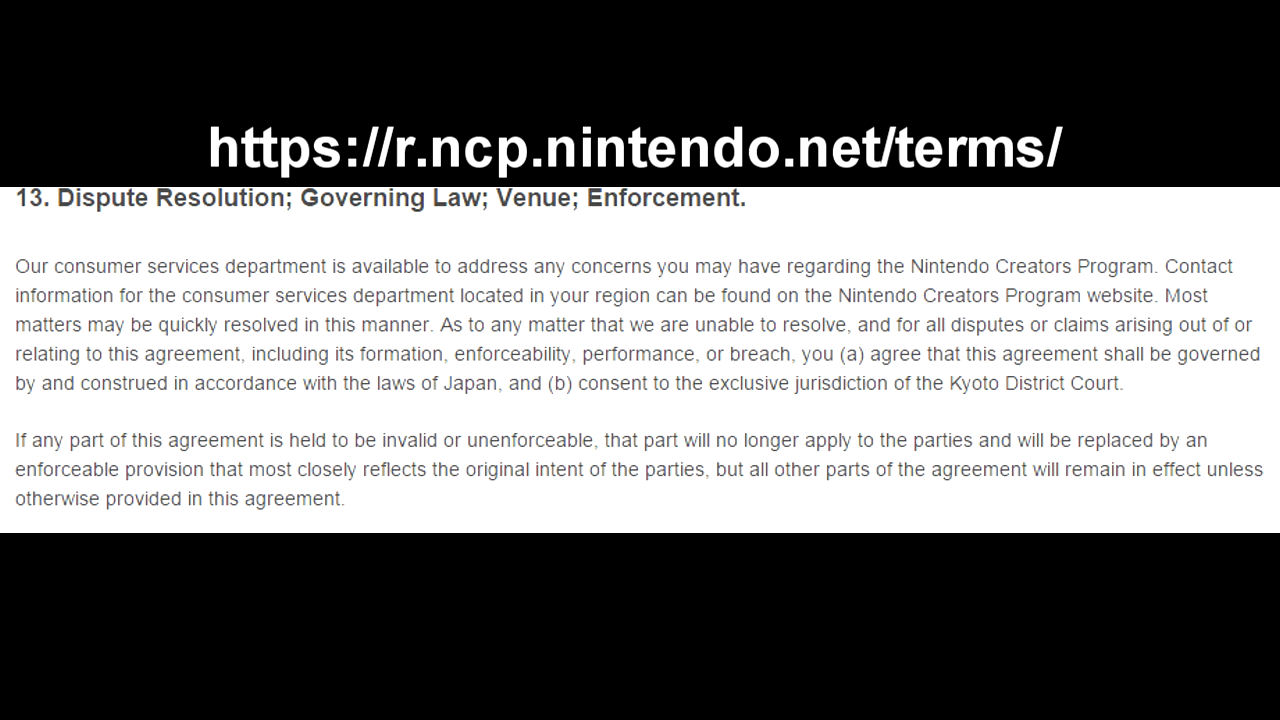 https://r.ncp.nintendo.net/terms/
13. Dispute Resolution; Governing Law; Venue; Enforcement.
Our consumer services department is available to address any concerns you may have regarding the Nintendo Creators Program. Contact
information for the consumer services department located in your region can be found on the Nintendo Creators Program website. Most
matters may be quickly resolved in this manner. As to any matter that we are unable to resolve, and for all disputes or claims arising out of or
relating to this agreement, including its formation, enforceability, performance, or breach, you (a) agree that this agreement shall be governed
by and construed in accordance with the laws of Japan, and (b) consent to the exclusive jurisdiction of the Kyoto District Court.
If any part of this agreement is held to be invalid or unenforceable, that part will no longer apply to the parties and will be replaced by an
enforceable provision that most closely reflects the original intent of the parties, but all other parts of the agreement will remain in effect unless
otherwise provided in this agreement.